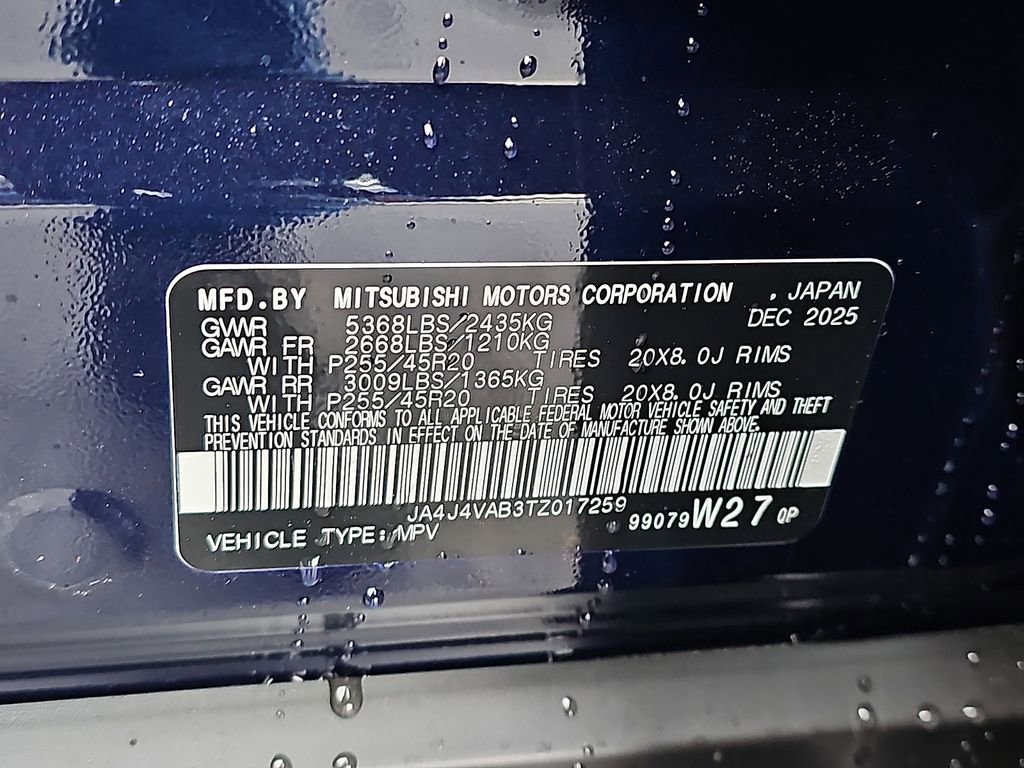 MFD.BY MITSUBISHI MOTORS CORPORATION , JAPAN
DEC 2025
GVWR 5368LBS/2435KG
GAWR FR 2668LBS/1210KG
WITH P255/45R20 TIRES 20X8.0J RIMS
GAWR RR 3009LBS/1365KG
WITH P255/45R20 TIRES 20X8.0J RIMS
THIS VEHICLE CONFORMS TO ALL APPLICABLE FEDERAL MOTOR VEHICLE SAFETY AND THEFT
PREVENTION STANDARDS IN EFFECT ON THE DATE OF MANUFACTURE SHOWN ABOVE.
JA4J4VAB3TZ017259
VEHICLE TYPE: MPV 99079W27 QP